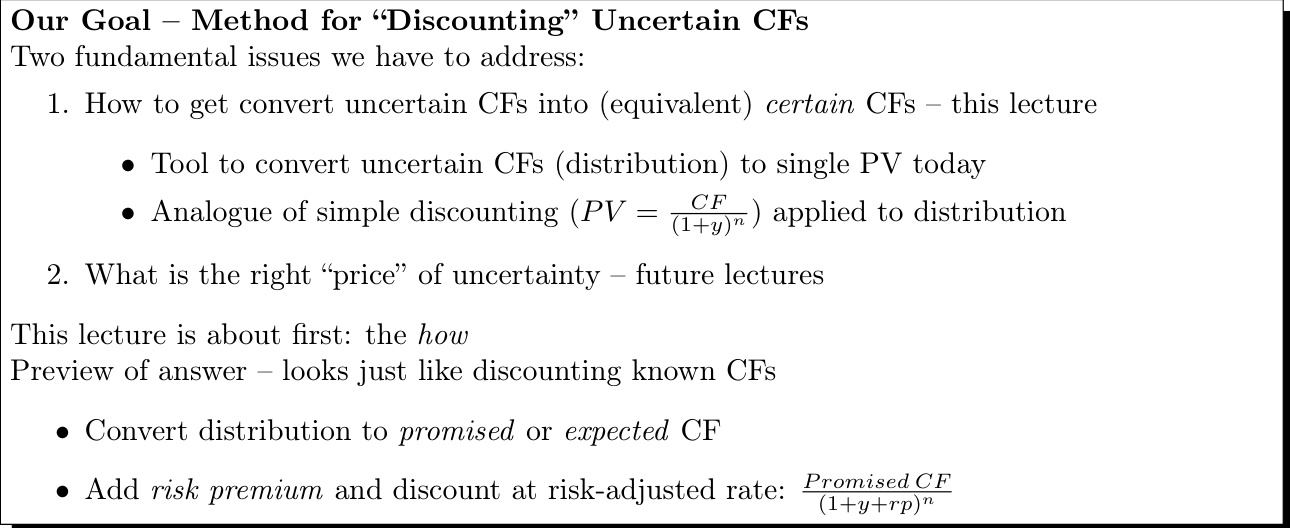 Our Goal – Method for “Discounting” Uncertain CFs
Two fundamental issues we have to address:
1. How to get convert uncertain CFs into (equivalent) certain CFs – this lecture
• Tool to convert uncertain CFs (distribution) to single PV today
• Analogue of simple discounting (PV = CF/(1+y)^n) applied to distribution
2. What is the right “price” of uncertainty – future lectures
This lecture is about first: the how
Preview of answer – looks just like discounting known CFs
• Convert distribution to promised or expected CF
• Add risk premium and discount at risk-adjusted rate: Promised CF/(1+y+rp)^n